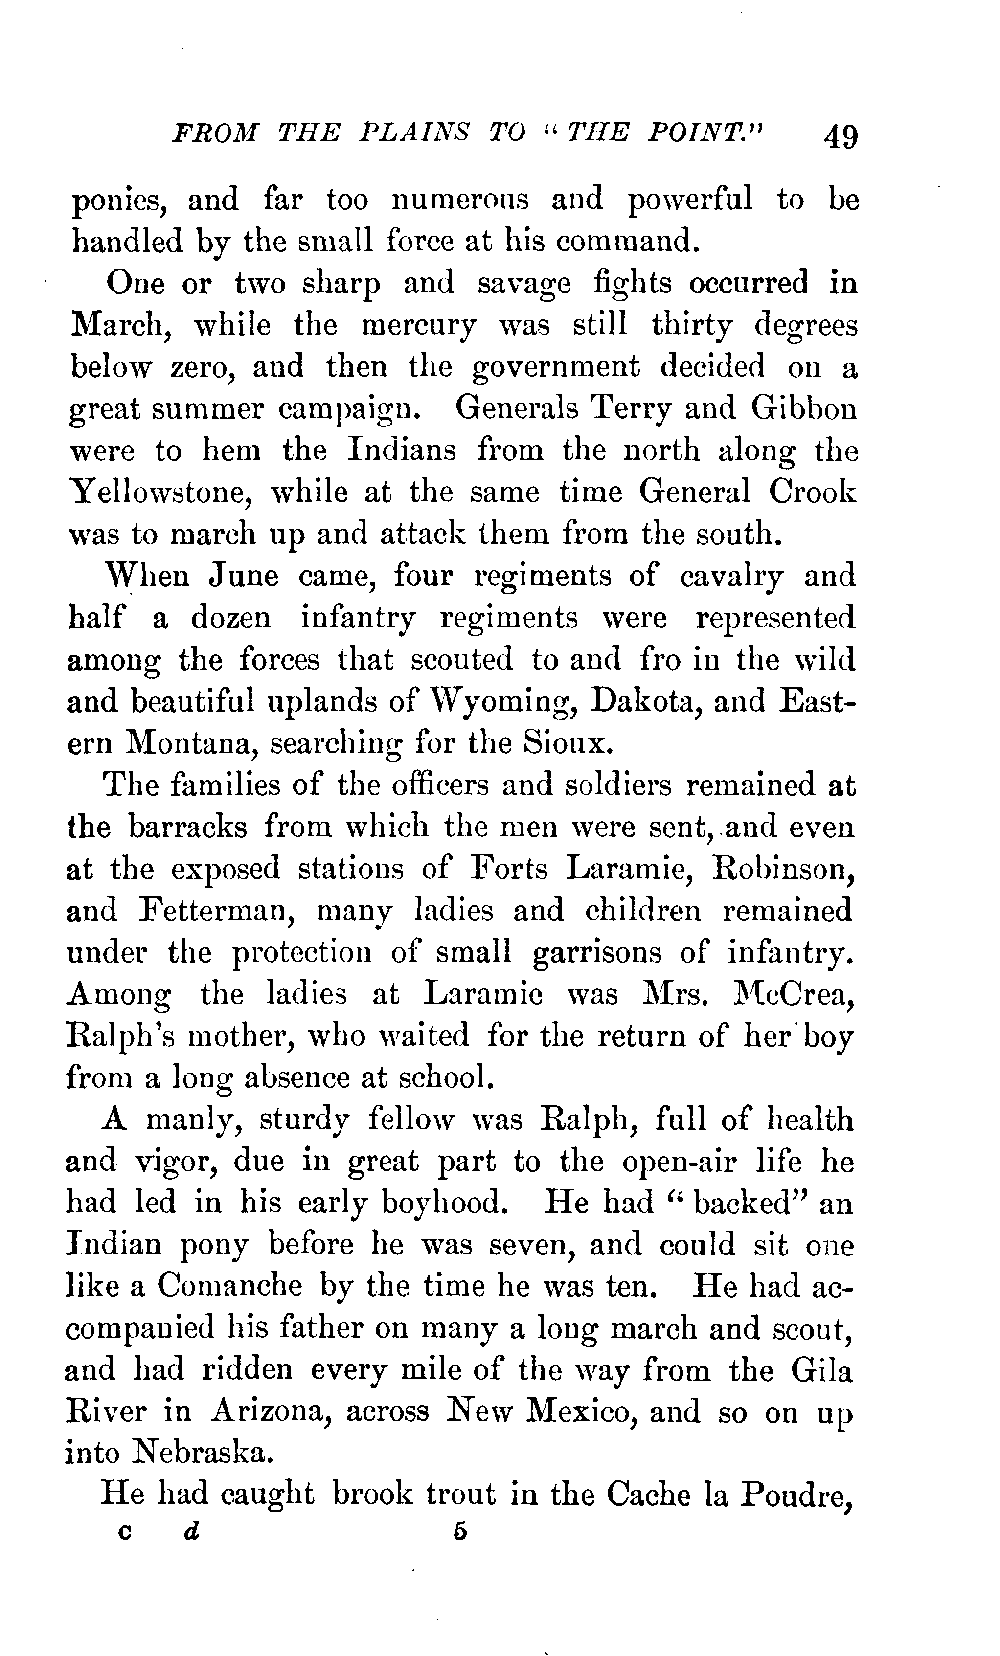 FROM THE PLAINS TO "THE POINT." 49
ponies, and far too numerous and powerful to be
handled by the small force at his command.
One or two sharp and savage fights occurred in
March, while the mercury was still thirty degrees
below zero, and then the government decided on a
great summer campaign. Generals Terry and Gibbon
were to hem the Indians from the north along the
Yellowstone, while at the same time General Crook
was to march up and attack them from the south.
When June came, four regiments of cavalry and
half a dozen infantry regiments were represented
among the forces that scouted to and fro in the wild
and beautiful uplands of Wyoming, Dakota, and East-
ern Montana, searching for the Sioux.
The families of the officers and soldiers remained at
the barracks from which the men were sent, and even
at the exposed stations of Forts Laramie, Robinson,
and Fetterman, many ladies and children remained
under the protection of small garrisons of infantry.
Among the ladies at Laramie was Mrs. McCrea,
Ralph's mother, who waited for the return of her boy
from a long absence at school.
A manly, sturdy fellow was Ralph, full of health
and vigor, due in great part to the open-air life he
had led in his early boyhood. He had "backed" an
Indian pony before he was seven, and could sit one
like a Comanche by the time he was ten. He had ac-
companied his father on many a long march and scout,
and had ridden every mile of the way from the Gila
River in Arizona, across New Mexico, and so on up
into Nebraska.
He had caught brook trout in the Cache la Poudre,
c d 5